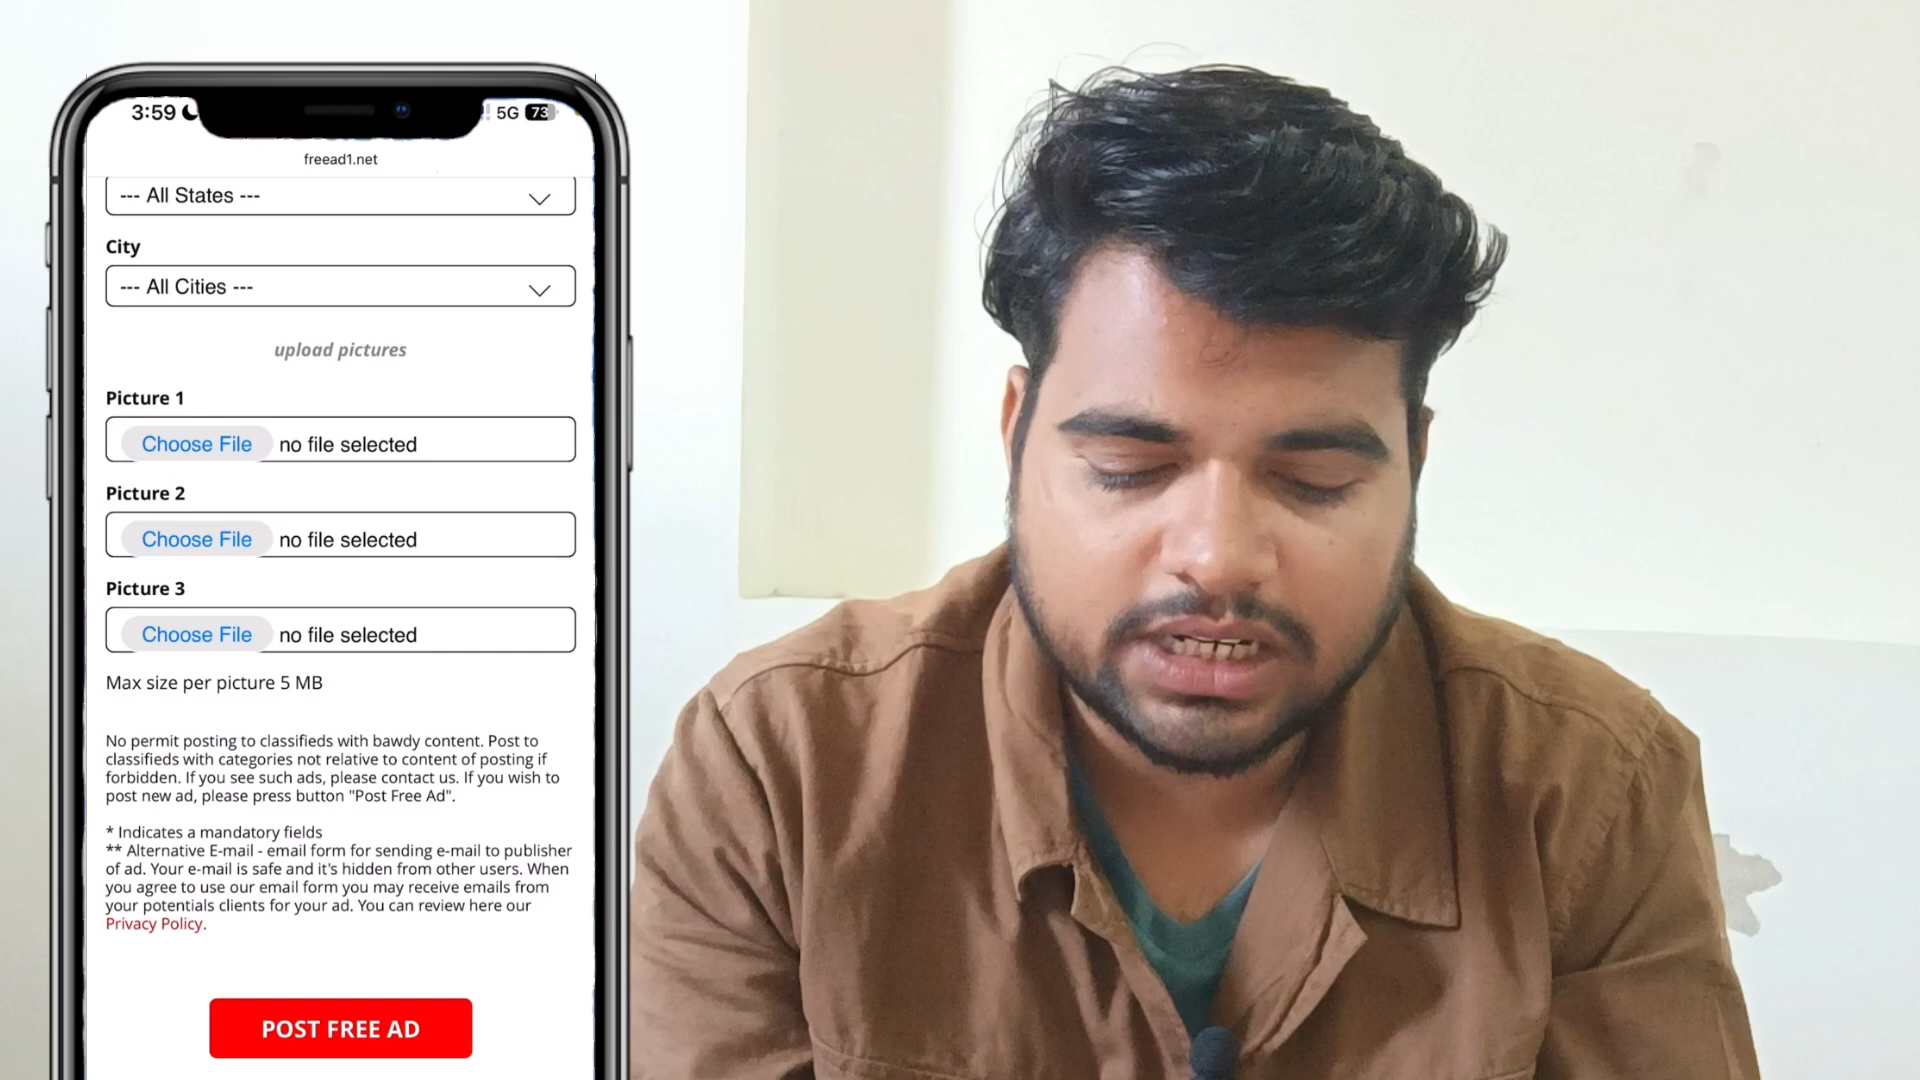 3:59
5G 73
freead1.net
--- All States ---
City
--- All Cities ---
upload pictures
Picture 1
Choose File no file selected
Picture 2
Choose File no file selected
Picture 3
Choose File no file selected
Max size per picture 5 MB
No permit posting to classifieds with bawdy content. Post to
classifieds with categories not relative to content of posting if
forbidden. If you see such ads, please contact us. If you wish to
post new ad, please press button "Post Free Ad".
* Indicates a mandatory fields
** Alternative E-mail - email form for sending e-mail to publisher
of ad. Your e-mail is safe and it's hidden from other users. When
you agree to use our email form you may receive emails from
your potentials clients for your ad. You can review here our
Privacy Policy.
POST FREE AD